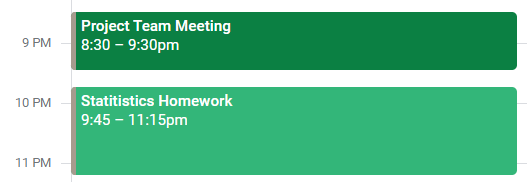 Project Team Meeting
8:30 – 9:30pm
9 PM
Statitistics Homework
10 PM
9:45 – 11:15pm
11 PM